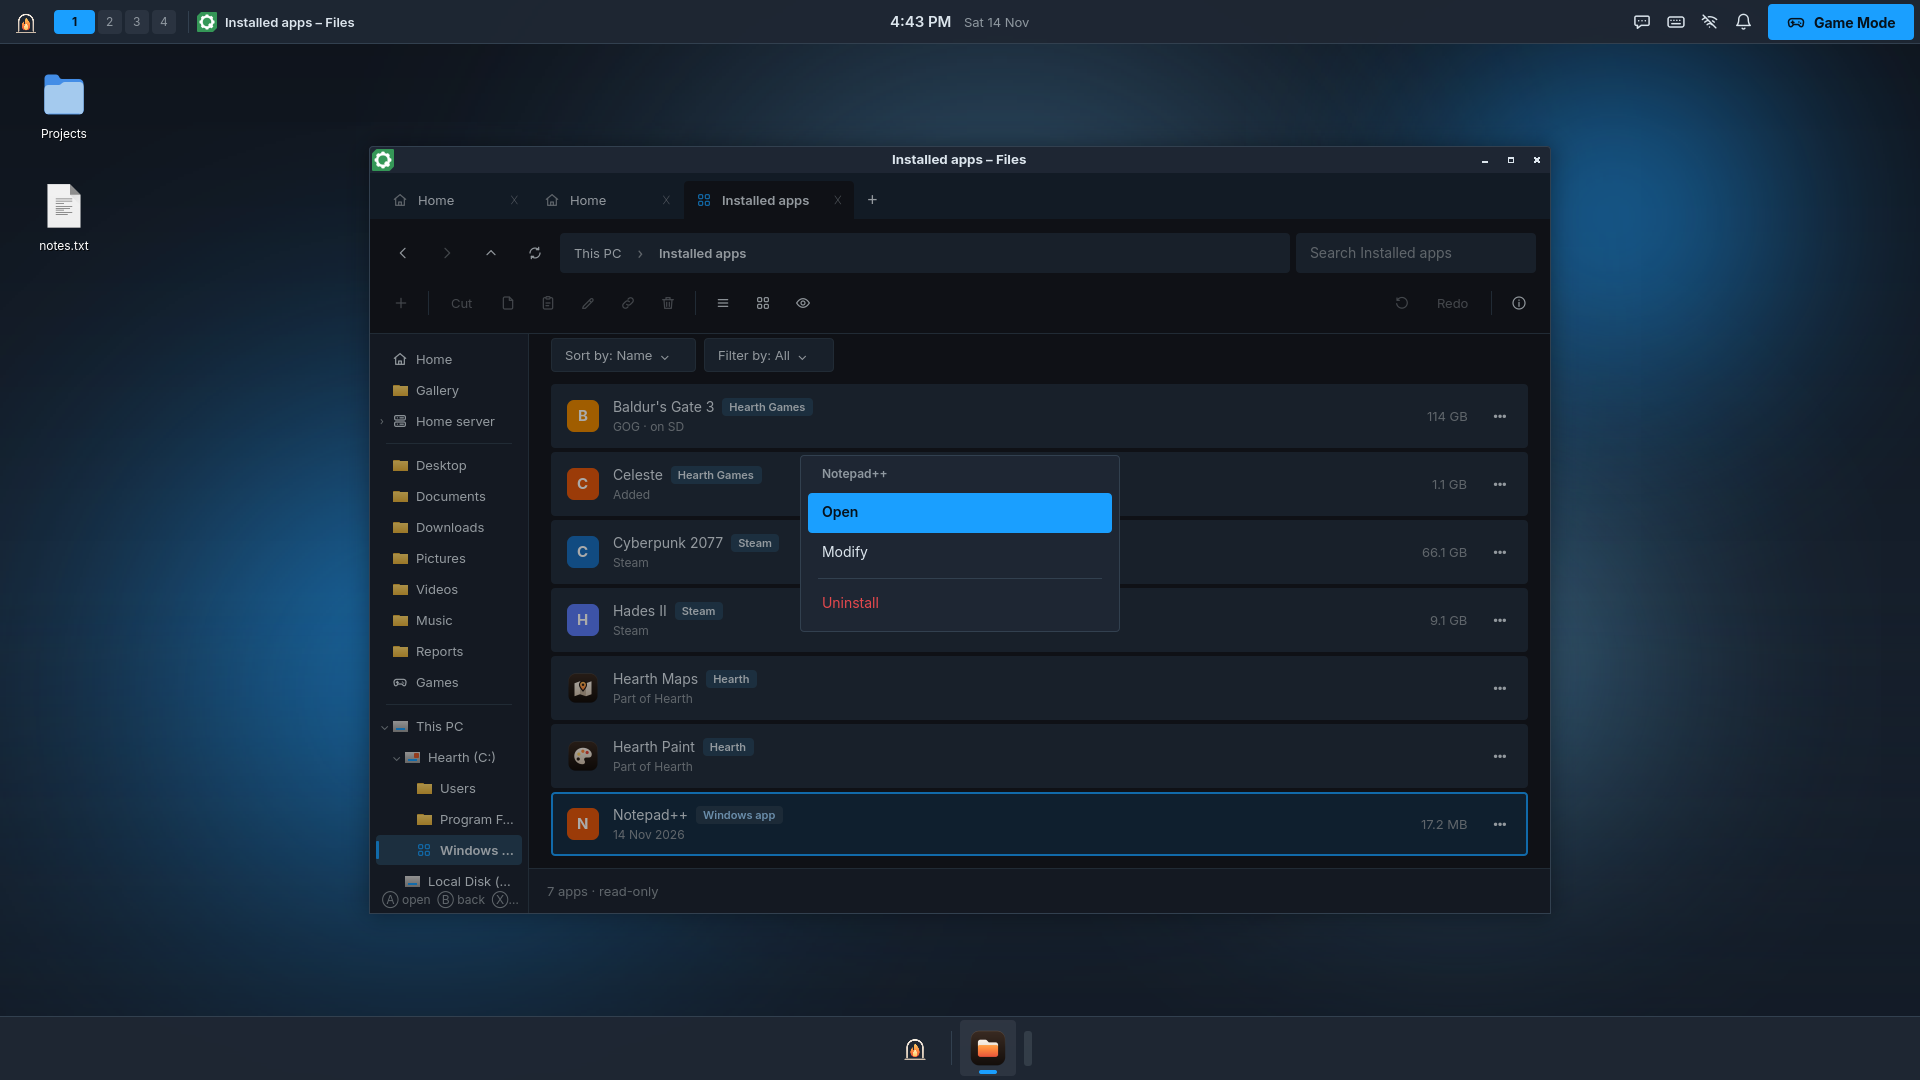 1 2 3 4 Installed apps – Files
4:43 PM Sat 14 Nov
Game Mode
Projects
notes.txt
Installed apps – Files
Home
Home
Installed apps
This PC › Installed apps
Search Installed apps
Cut
Redo
Home
Gallery
Home server
Desktop
Documents
Downloads
Pictures
Videos
Music
Reports
Games
This PC
Hearth (C:)
Users
Program F...
Windows ...
Local Disk (...
A open B back X...
Sort by: Name
Filter by: All
B
Baldur's Gate 3 Hearth Games
GOG · on SD
114 GB
C
Celeste Hearth Games
Added
1.1 GB
C
Cyberpunk 2077 Steam
Steam
66.1 GB
H
Hades II Steam
Steam
9.1 GB
Hearth Maps Hearth
Part of Hearth
Hearth Paint Hearth
Part of Hearth
N
Notepad++ Windows app
14 Nov 2026
17.2 MB
Notepad++
Open
Modify
Uninstall
7 apps · read-only